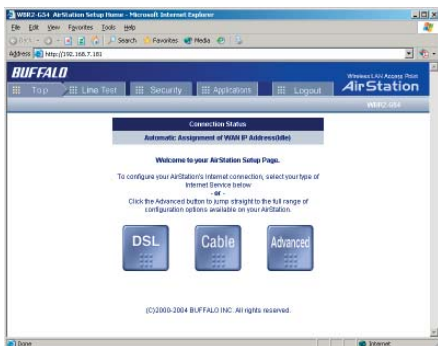 WBR2-G54 AirStation Setup Home - Microsoft Internet Explorer
File Edit View Favorites Tools Help
Back Search Favorites Media
Address http://192.168.7.181
BUFFALO
Wireless LAN Access Point
AirStation
Top Line Test Security Applications Logout
WBR2-G54
Connection Status
Automatic Assignment of WAN IP Address(Idle)
Welcome to your AirStation Setup Page.
To configure your AirStation's Internet connection, select your type of
Internet Service below
- or -
Click the Advanced button to jump straight to the full range of
configuration options available on your AirStation.
DSL Cable Advanced
(C)2000-2004 BUFFALO INC. All rights reserved.
Done Internet